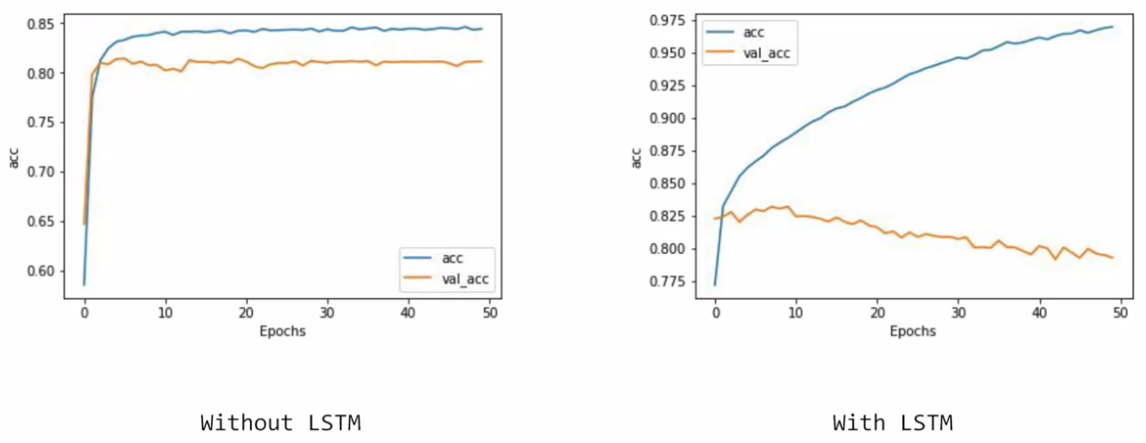 0.85
0.80
0.75
0.70
0.65
0.60
acc
acc
val_acc
0 10 20 30 40 50
Epochs
Without LSTM
0.975
0.950
0.925
0.900
0.875
0.850
0.825
0.800
0.775
acc
acc
val_acc
0 10 20 30 40 50
Epochs
With LSTM